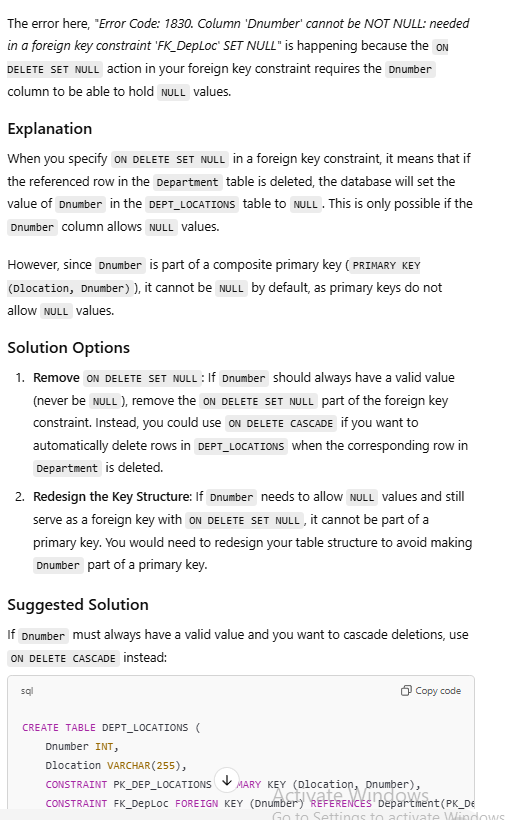 The error here, "Error Code: 1830. Column 'Dnumber' cannot be NOT NULL: needed
in a foreign key constraint 'FK_DepLoc' SET NULL" is happening because the ON
DELETE SET NULL action in your foreign key constraint requires the Dnumber
column to be able to hold NULL values.
Explanation
When you specify ON DELETE SET NULL in a foreign key constraint, it means that if
the referenced row in the Department table is deleted, the database will set the
value of Dnumber in the DEPT_LOCATIONS table to NULL. This is only possible if the
Dnumber column allows NULL values.
However, since Dnumber is part of a composite primary key ( PRIMARY KEY
(Dlocation, Dnumber) ), it cannot be NULL by default, as primary keys do not
allow NULL values.
Solution Options
1. Remove ON DELETE SET NULL: If Dnumber should always have a valid value
(never be NULL), remove the ON DELETE SET NULL part of the foreign key
constraint. Instead, you could use ON DELETE CASCADE if you want to
automatically delete rows in DEPT_LOCATIONS when the corresponding row in
Department is deleted.
2. Redesign the Key Structure: If Dnumber needs to allow NULL values and still
serve as a foreign key with ON DELETE SET NULL, it cannot be part of a
primary key. You would need to redesign your table structure to avoid making
Dnumber part of a primary key.
Suggested Solution
If Dnumber must always have a valid value and you want to cascade deletions, use
ON DELETE CASCADE instead:
sql Copy code
CREATE TABLE DEPT_LOCATIONS (
Dnumber INT,
Dlocation VARCHAR(255),
CONSTRAINT PK_DEP_LOCATIONS MARY KEY (Dlocation, Dnumber),
CONSTRAINT FK_DepLoc FOREIGN KEY (Dnumber) REFERENCES Department(PK_De
Activate Windows
Go to Settings to activate Windows